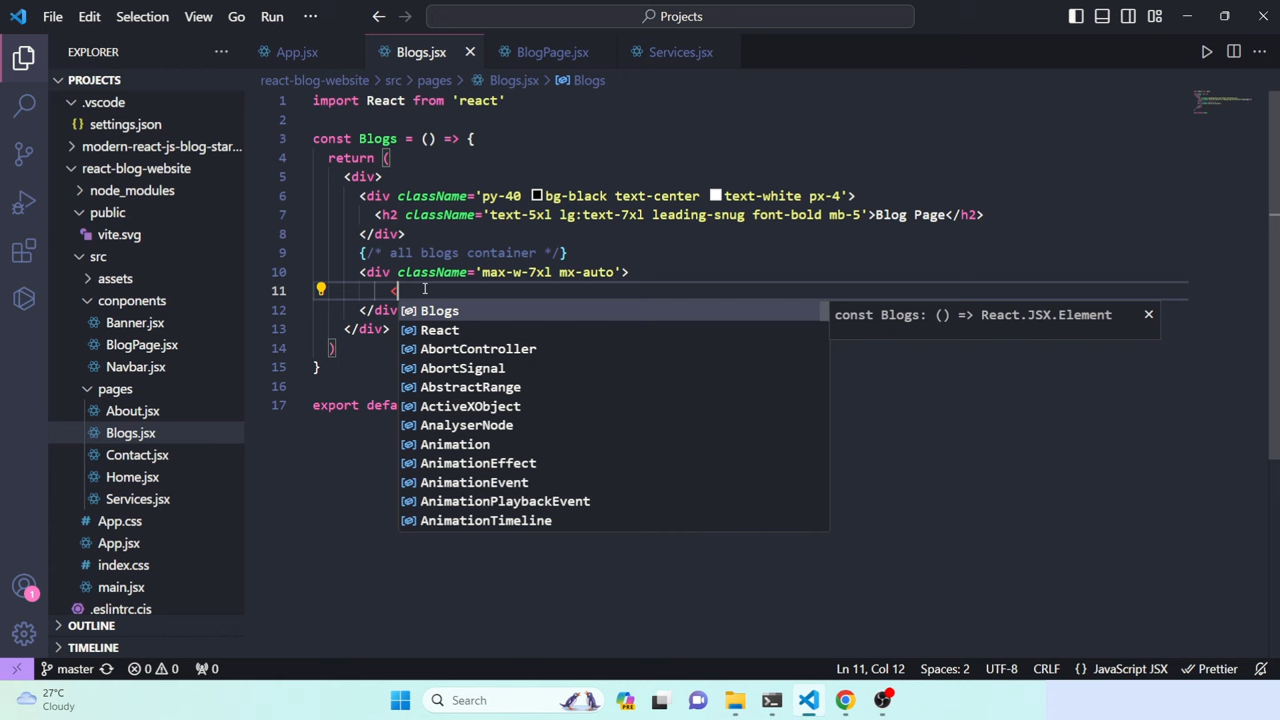 File Edit Selection View Go Run ··· Projects
EXPLORER ···
PROJECTS
.vscode
{} settings.json
modern-react-js-blog-star...
react-blog-website
node_modules
public
vite.svg
src
assets
conponents
Banner.jsx
BlogPage.jsx
Navbar.jsx
pages
About.jsx
Blogs.jsx
Contact.jsx
Home.jsx
Services.jsx
App.css
App.jsx
index.css
main.jsx
.eslintrc.cjs
OUTLINE
TIMELINE
App.jsx Blogs.jsx BlogPage.jsx Services.jsx
react-blog-website > src > pages > Blogs.jsx > Blogs
1 import React from 'react'
2
3 const Blogs = () => {
4 return (
5 <div>
6 <div className='py-40 bg-black text-center text-white px-4'>
7 <h2 className='text-5xl lg:text-7xl leading-snug font-bold mb-5'>Blog Page</h2>
8 </div>
9 {/* all blogs container */}
10 <div className='max-w-7xl mx-auto'>
11 <
12 </div
13 </div>
14 )
15 }
16
17 export defa
Blogs
React
AbortController
AbortSignal
AbstractRange
ActiveXObject
AnalyserNode
Animation
AnimationEffect
AnimationEvent
AnimationPlaybackEvent
AnimationTimeline
const Blogs: () => React.JSX.Element
master 0 0 0 Ln 11, Col 12 Spaces: 2 UTF-8 CRLF {} JavaScript JSX Prettier
1
27°C
Cloudy
Search
PRE